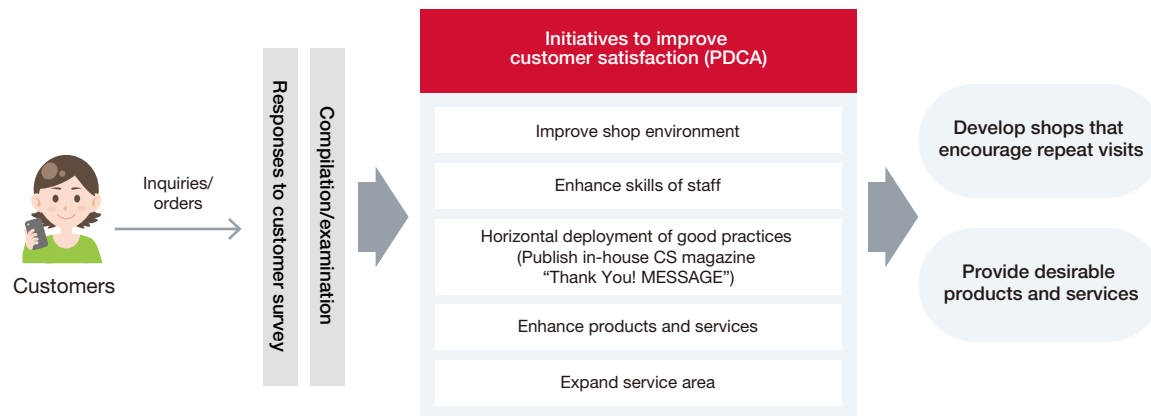 Customers
Inquiries/
orders
Responses to customer survey
Compilation/examination
Initiatives to improve
customer satisfaction (PDCA)
Improve shop environment
Enhance skills of staff
Horizontal deployment of good practices
(Publish in-house CS magazine
“Thank You! MESSAGE”)
Enhance products and services
Expand service area
Develop shops that
encourage repeat visits
Provide desirable
products and services